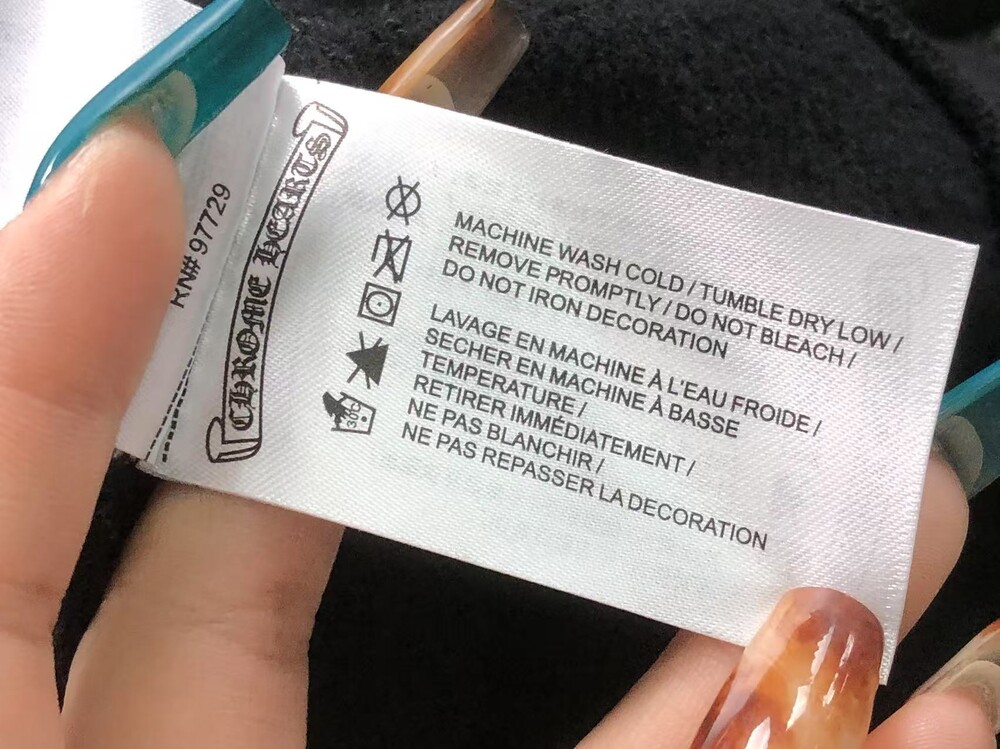 RN# 97729
CHROME HEARTS
MACHINE WASH COLD / TUMBLE DRY LOW /
REMOVE PROMPTLY / DO NOT BLEACH /
DO NOT IRON DECORATION
LAVAGE EN MACHINE À L'EAU FROIDE /
SECHER EN MACHINE À BASSE
TEMPERATURE /
RETIRER IMMÉDIATEMENT /
NE PAS BLANCHIR /
NE PAS REPASSER LA DECORATION
30C